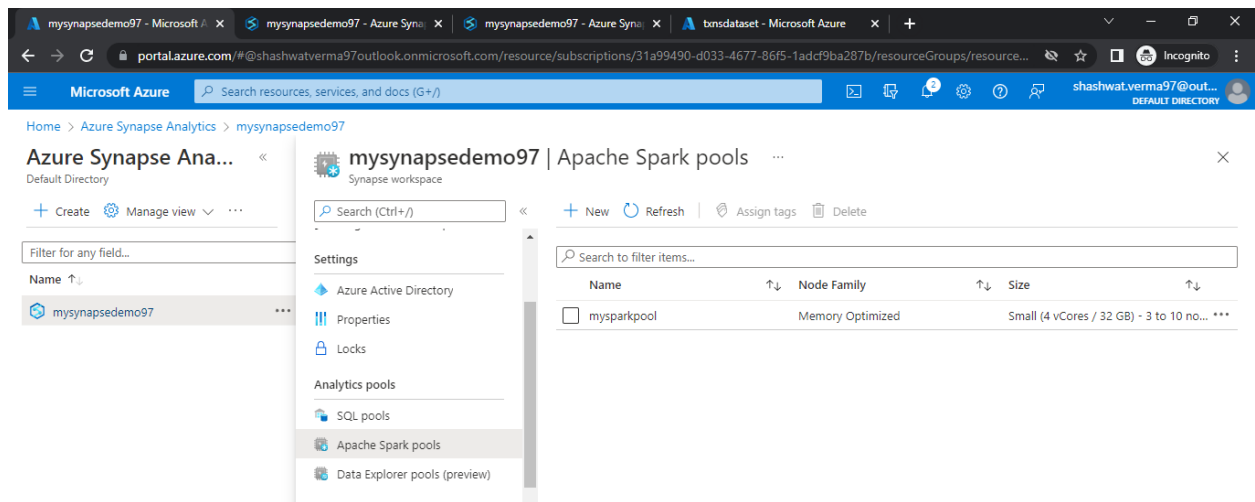 mysynapsedemo97 - Microsoft A
mysynapsedemo97 - Azure Syna
mysynapsedemo97 - Azure Syna
txnsdataset - Microsoft Azure
portal.azure.com/#@shashwatverma97outlook.onmicrosoft.com/resource/subscriptions/31a99490-d033-4677-86f5-1adcf9ba287b/resourceGroups/resource...
Incognito
Microsoft Azure
Search resources, services, and docs (G+/)
2
shashwat.verma97@out...
DEFAULT DIRECTORY
Home > Azure Synapse Analytics > mysynapsedemo97
Azure Synapse Ana...
Default Directory
+ Create
Manage view
...
Filter for any field...
Name
mysynapsedemo97
...
mysynapsedemo97 | Apache Spark pools
...
Synapse workspace
Search (Ctrl+/)
Settings
Azure Active Directory
Properties
Locks
Analytics pools
SQL pools
Apache Spark pools
Data Explorer pools (preview)
+ New
Refresh
Assign tags
Delete
Search to filter items...
Name Node Family Size
mysparkpool Memory Optimized Small (4 vCores / 32 GB) - 3 to 10 no... ...